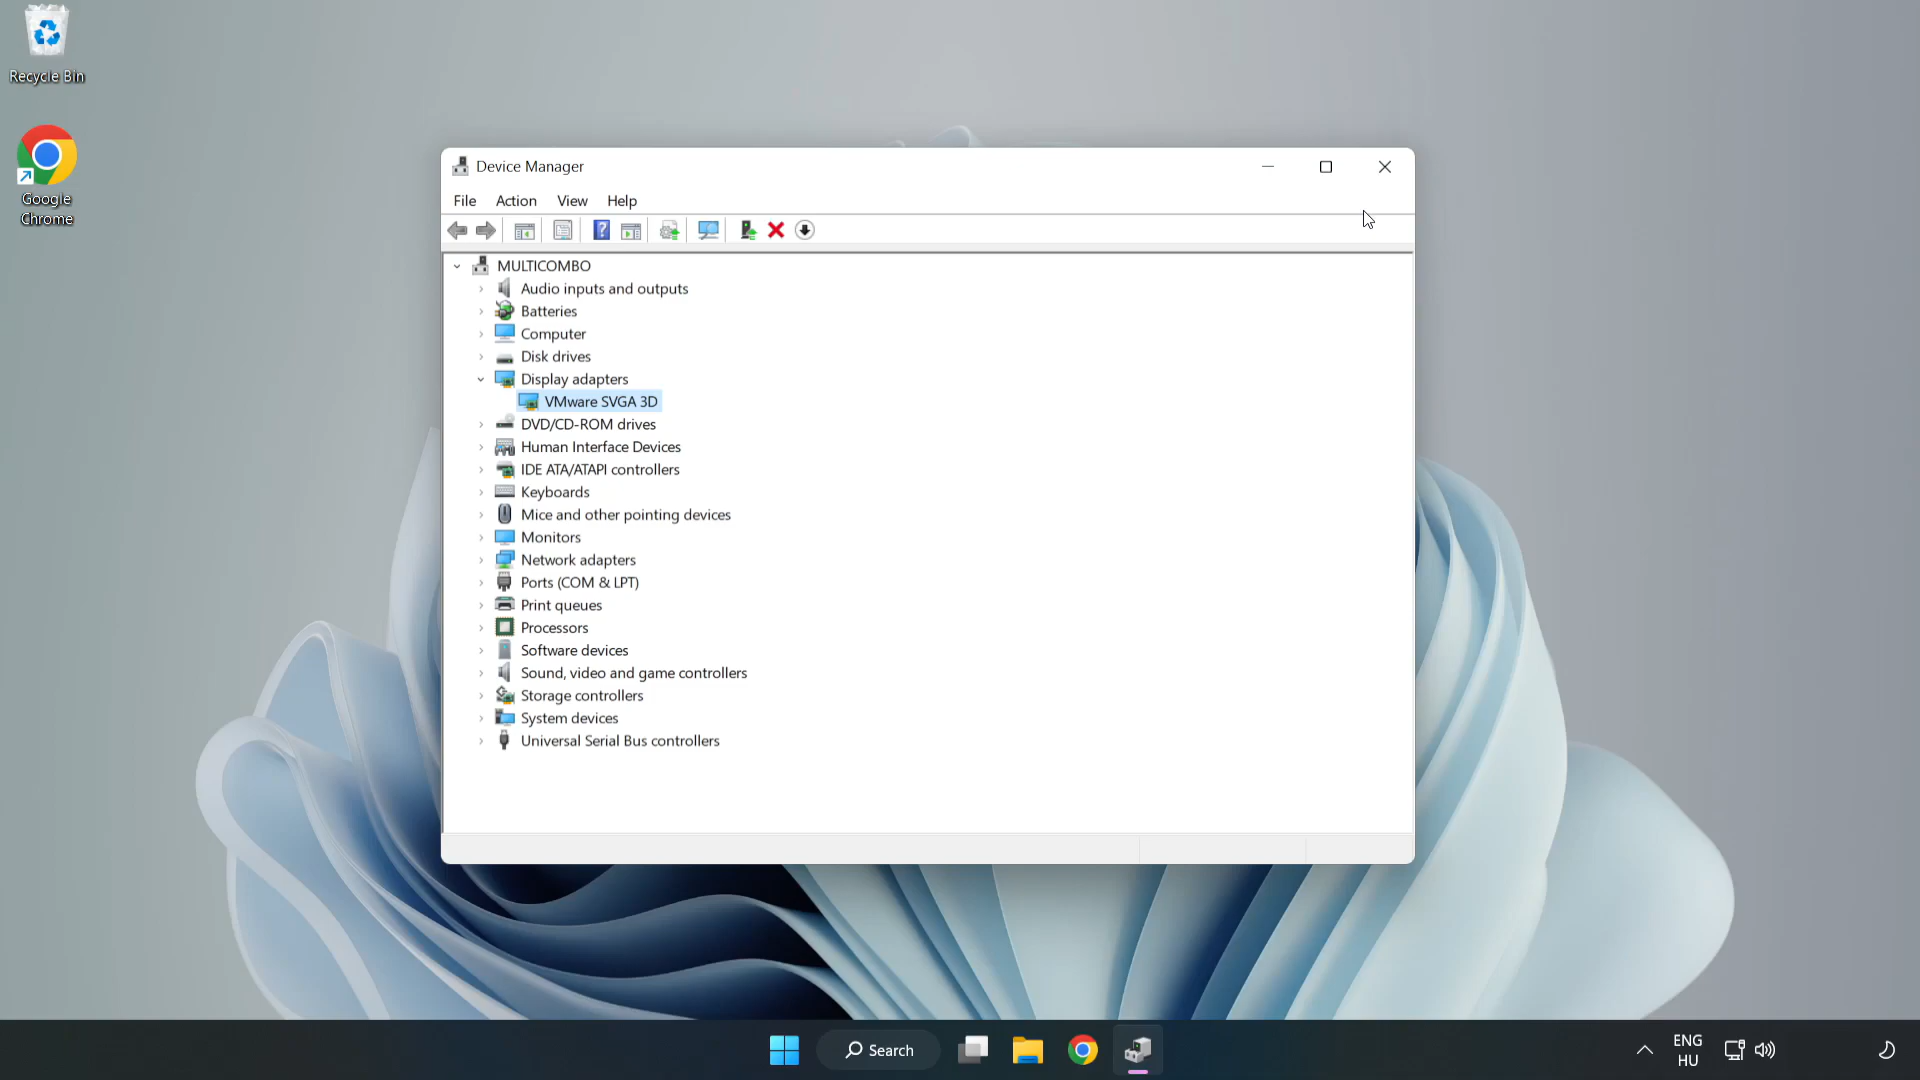 Recycle Bin
Google
Chrome
Device Manager
File Action View Help
MULTICOMBO
Audio inputs and outputs
Batteries
Computer
Disk drives
Display adapters
VMware SVGA 3D
DVD/CD-ROM drives
Human Interface Devices
IDE ATA/ATAPI controllers
Keyboards
Mice and other pointing devices
Monitors
Network adapters
Ports (COM & LPT)
Print queues
Processors
Software devices
Sound, video and game controllers
Storage controllers
System devices
Universal Serial Bus controllers
Search
ENG
HU